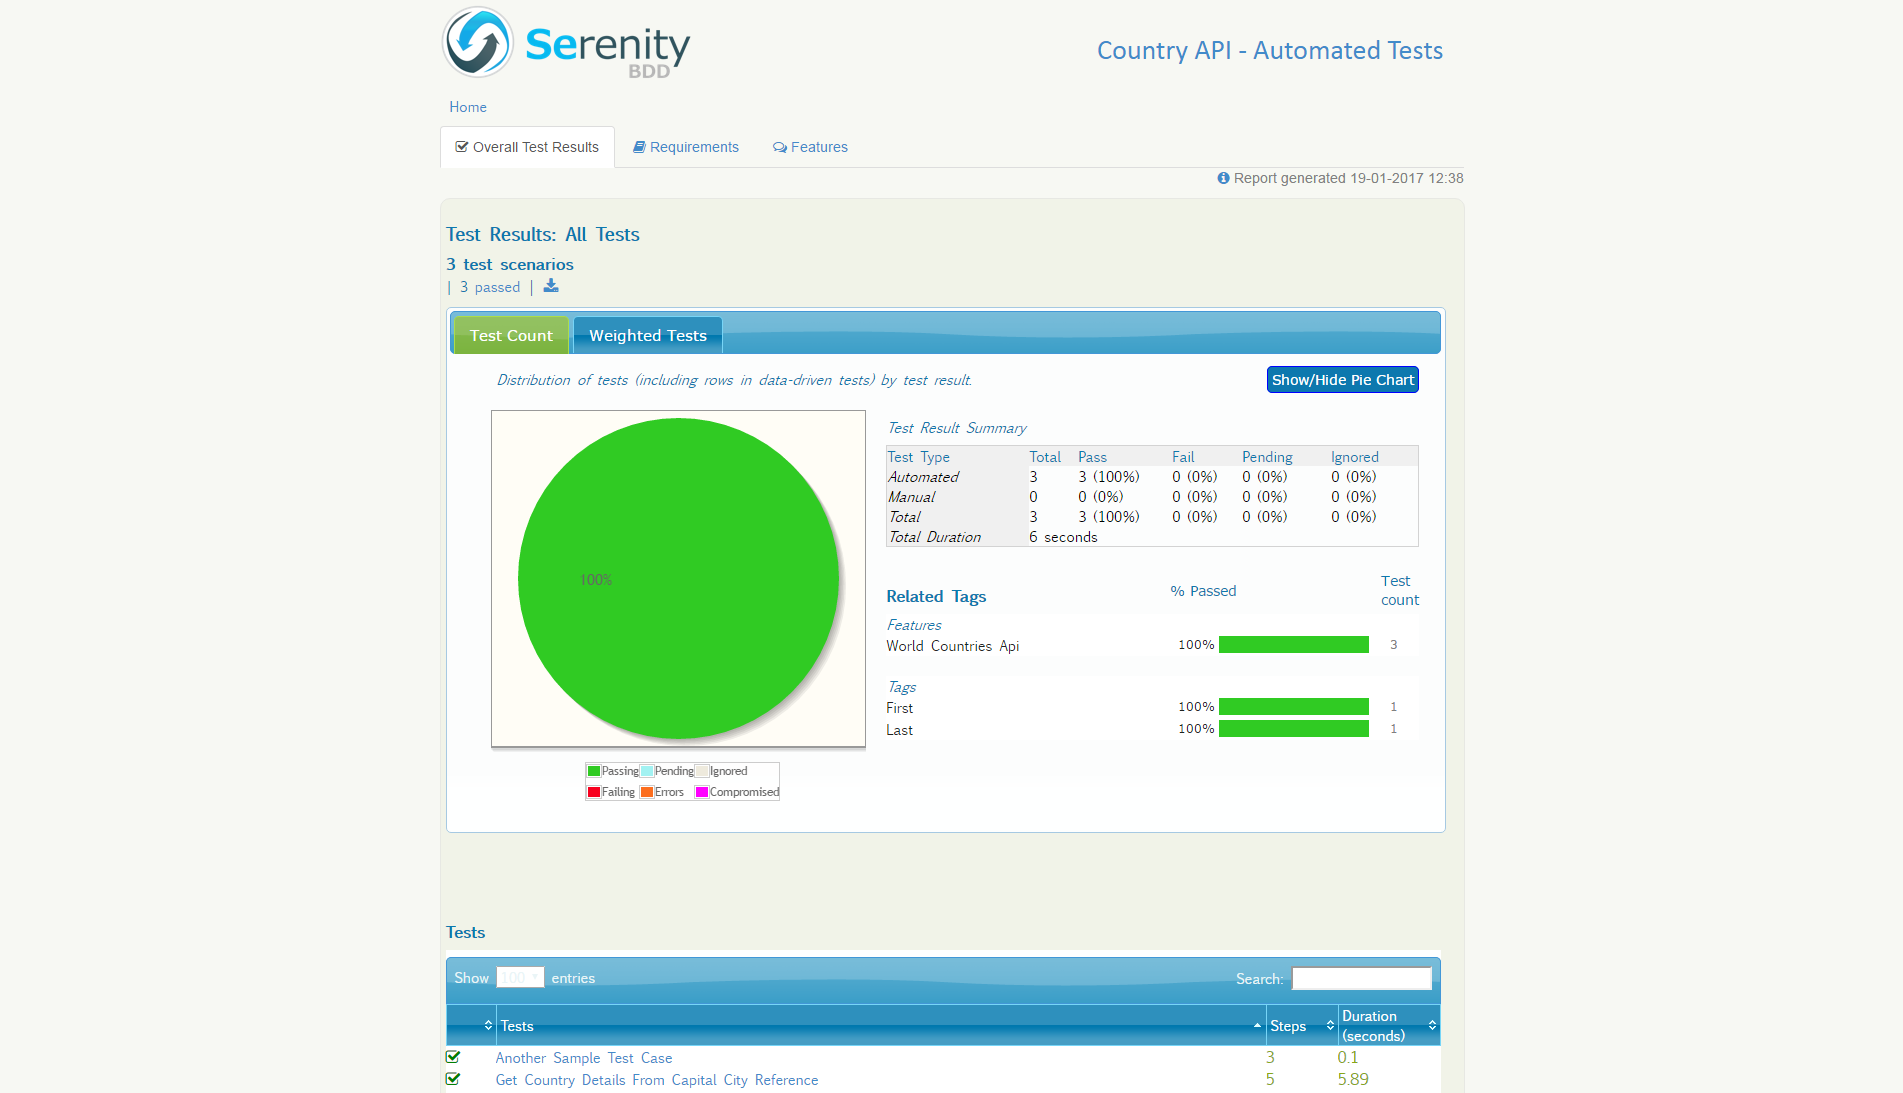 Serenity
BDD
Country API - Automated Tests
Home
Overall Test Results Requirements Features
Report generated 19-01-2017 12:38
Test Results: All Tests
3 test scenarios
| 3 passed |
Test Count Weighted Tests
Distribution of tests (including rows in data-driven tests) by test result.
Show/Hide Pie Chart
100%
Passing Pending Ignored
Failing Errors Compromised
Test Result Summary
Test Type Total Pass Fail Pending Ignored
Automated 3 3 (100%) 0 (0%) 0 (0%) 0 (0%)
Manual 0 0 (0%) 0 (0%) 0 (0%) 0 (0%)
Total 3 3 (100%) 0 (0%) 0 (0%) 0 (0%)
Total Duration 6 seconds
Related Tags % Passed Test count
Features
World Countries Api 100% 3
Tags
First 100% 1
Last 100% 1
Tests
Show 100 entries Search:
Tests Steps Duration (seconds)
Another Sample Test Case 3 0.1
Get Country Details From Capital City Reference 5 5.89